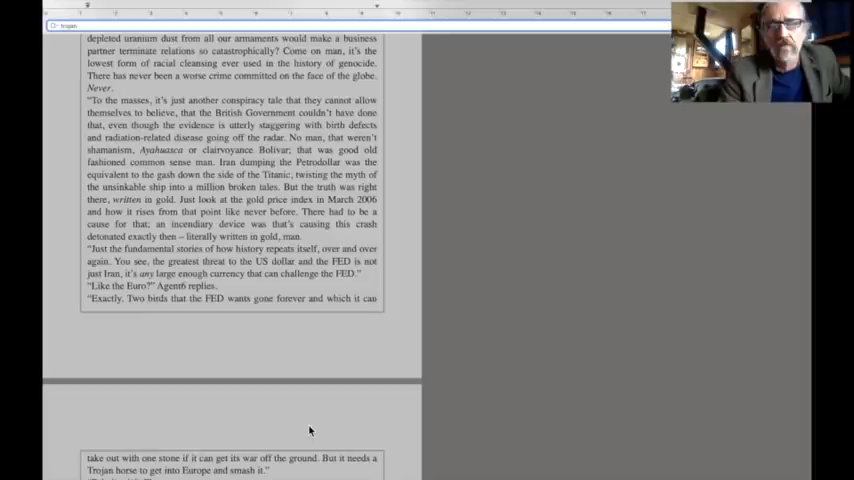 trojan
depleted uranium dust from all our armaments would make a business
partner terminate relations so catastrophically? Come on man, it's the
lowest form of racial cleansing ever used in the history of genocide.
There has never been a worse crime committed on the face of the globe.
Never.
“To the masses, it's just another conspiracy tale that they cannot allow
themselves to believe, that the British Government couldn't have done
that, even though the evidence is utterly staggering with birth defects
and radiation-related disease going off the radar. No man, that weren't
shamanism, Ayahuasca or clairvoyance Bolivar; that was good old
fashioned common sense man. Iran dumping the Petrodollar was the
equivalent to the gash down the side of the Titanic, twisting the myth of
the unsinkable ship into a million broken tales. But the truth was right
there, written in gold. Just look at the gold price index in March 2006
and how it rises from that point like never before. There had to be a
cause for that; an incendiary device was that's causing this crash
detonated exactly then – literally written in gold, man.
“Just the fundamental stories of how history repeats itself, over and over
again. You see, the greatest threat to the US dollar and the FED is not
just Iran, it's any large enough currency that can challenge the FED.”
“Like the Euro?” Agent6 replies.
“Exactly. Two birds that the FED wants gone forever and which it can
take out with one stone if it can get its war off the ground. But it needs a
Trojan horse to get into Europe and smash it.”